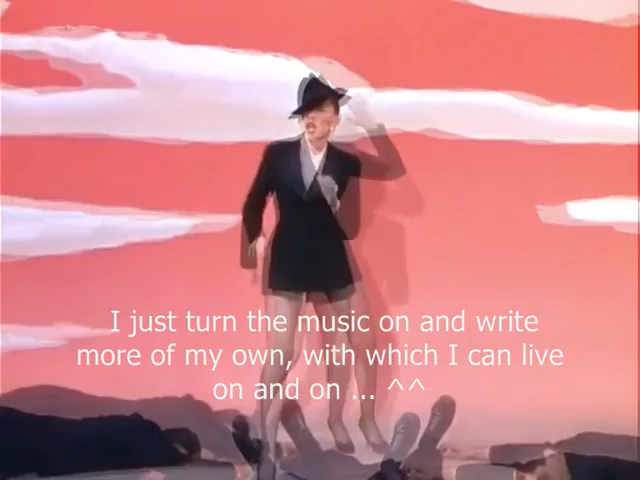 I just turn the music on and write
more of my own, with which I can live
on and on ... ^^